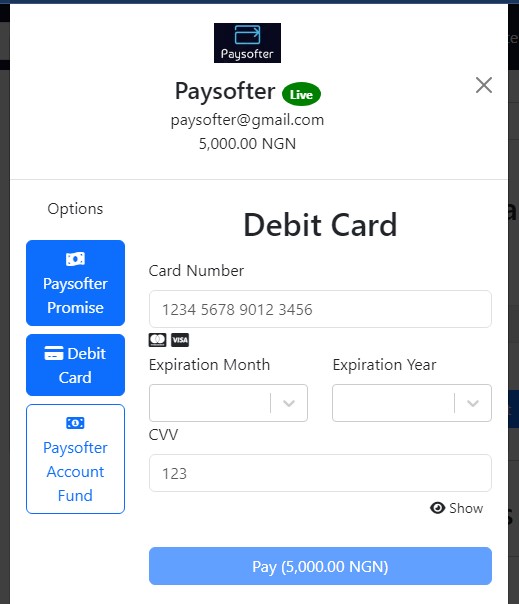 Paysofter
Paysofter Live
paysofter@gmail.com
5,000.00 NGN
Options
Paysofter
Promise
Debit
Card
Paysofter
Account
Fund
Debit Card
Card Number
1234 5678 9012 3456
VISA
Expiration Month Expiration Year
CVV
123
Show
Pay (5,000.00 NGN)